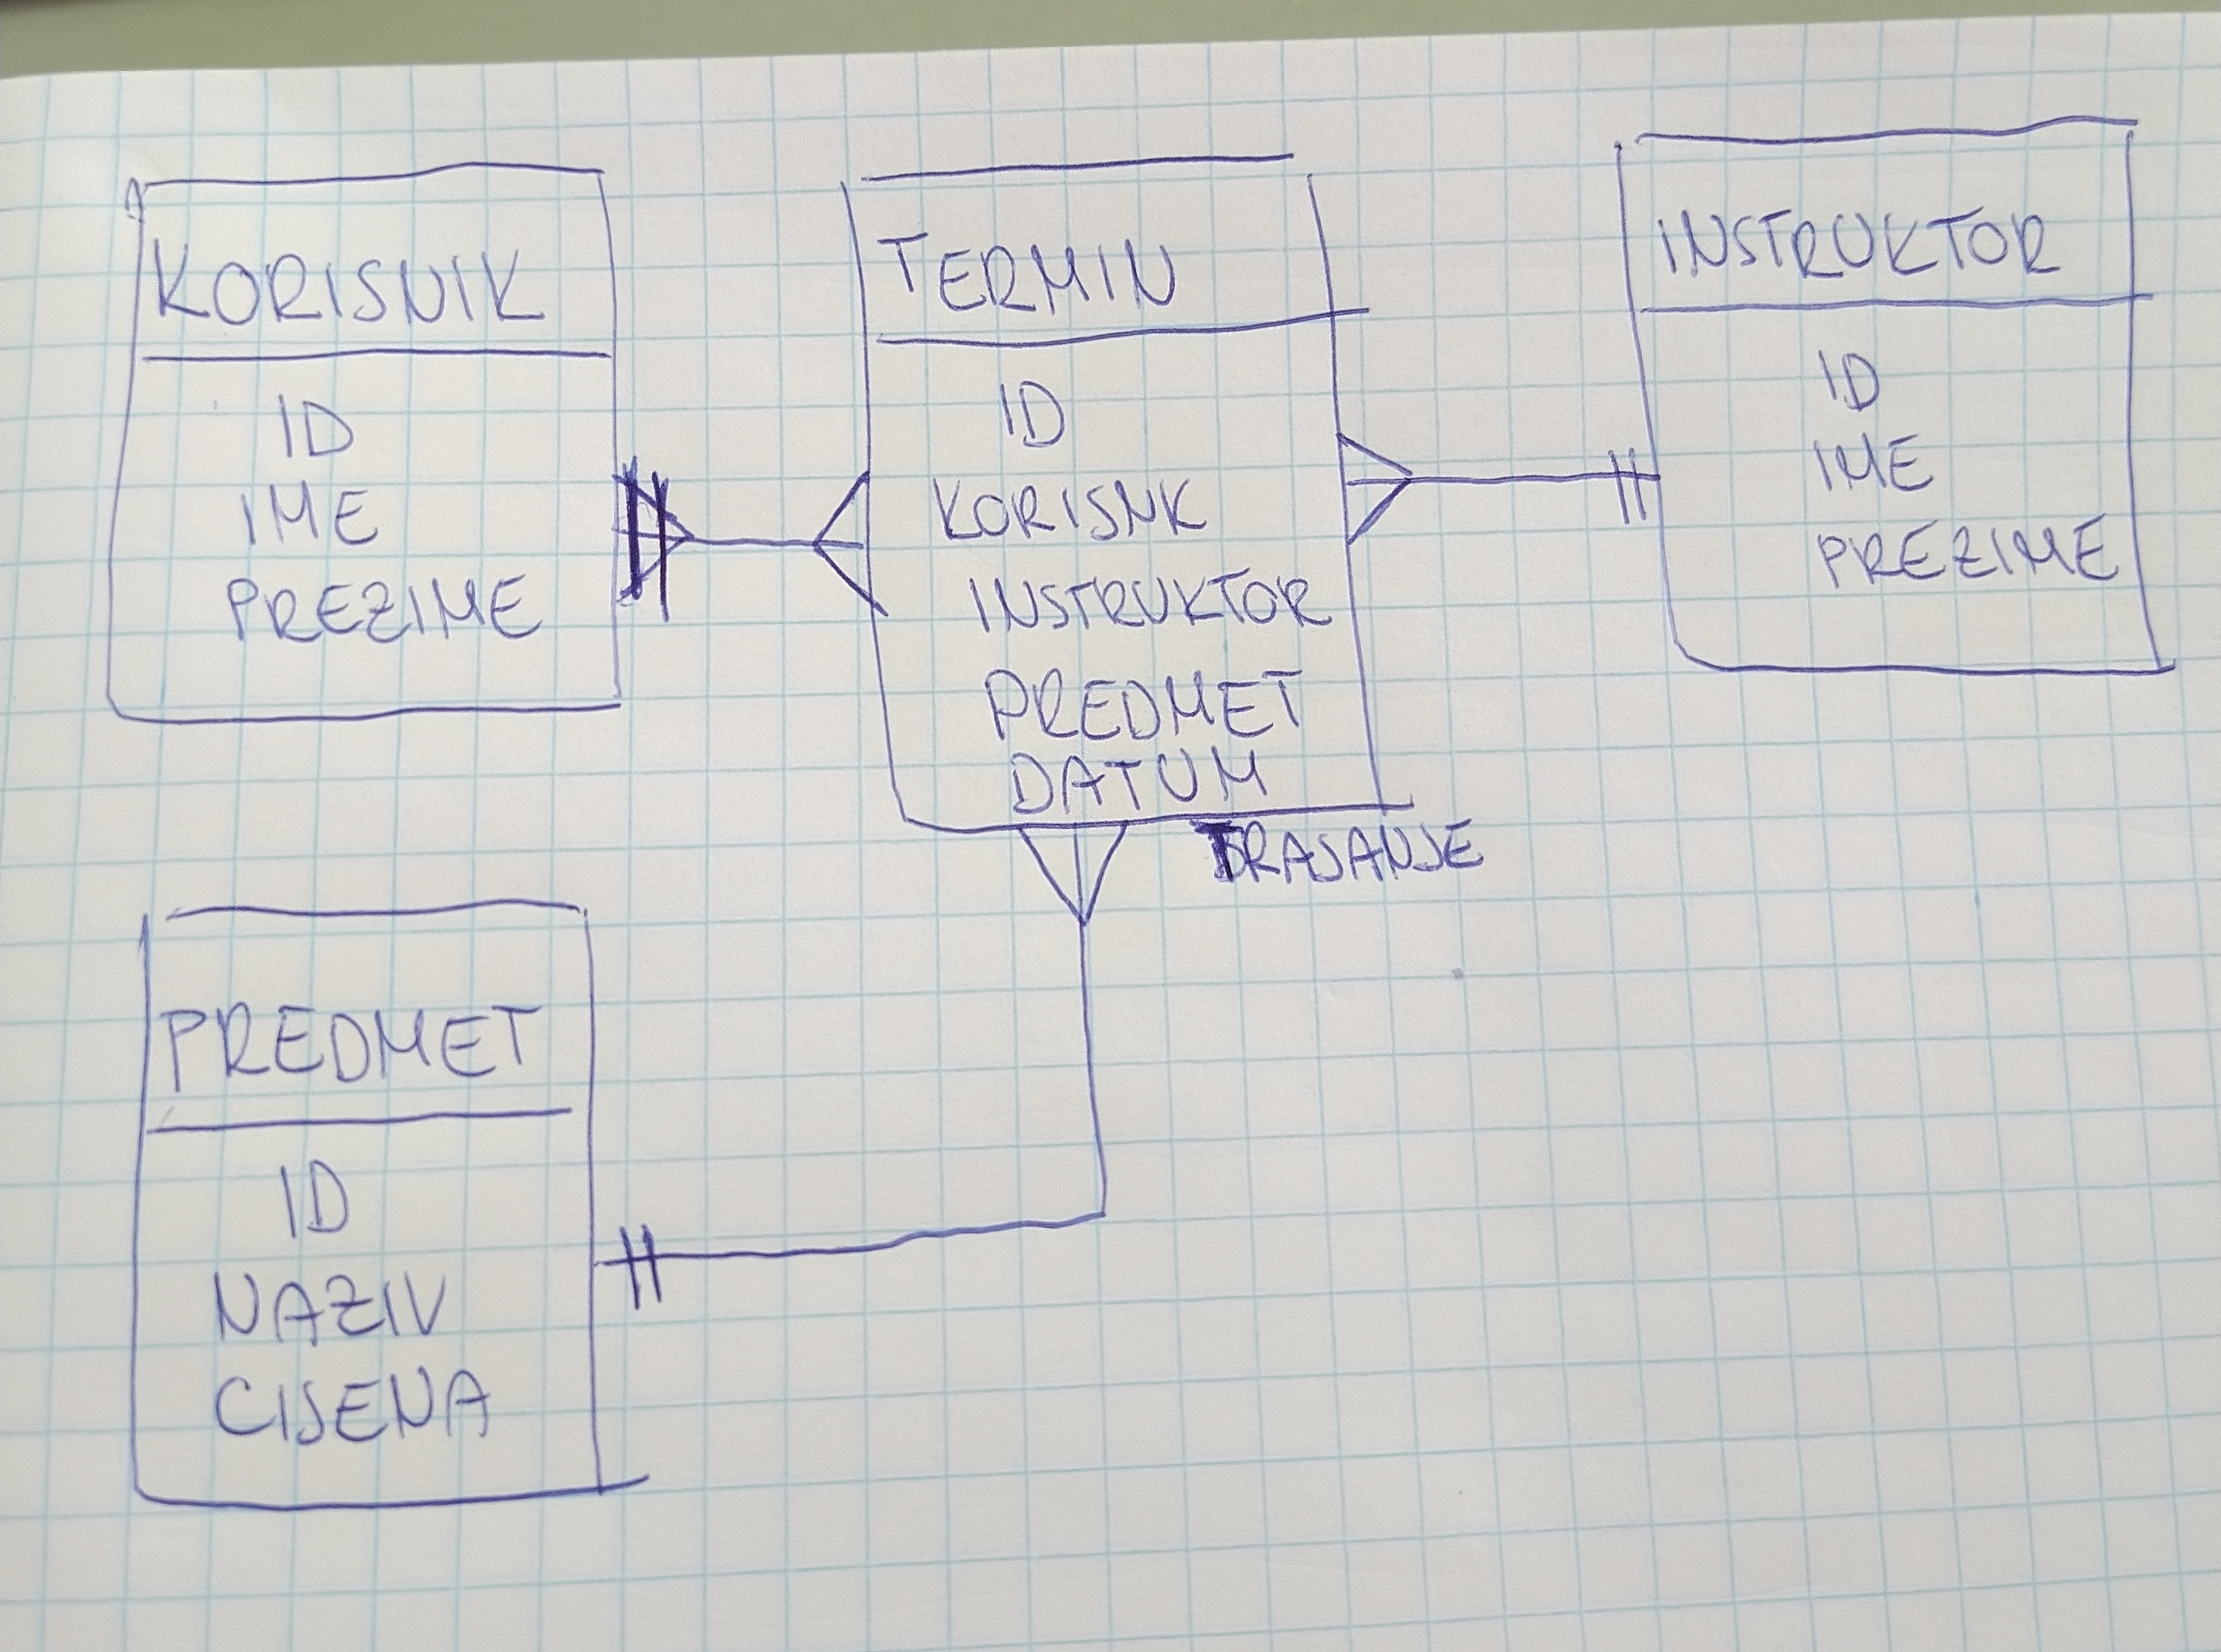 KORISNIK
ID
IME
PREZIME
TERMIN
ID
KORISNK
INSTRUKTOR
PREDMET
DATUM
TRAJANJE
INSTRUKTOR
ID
IME
PREZIME
PREDMET
ID
NAZIV
CIJENA